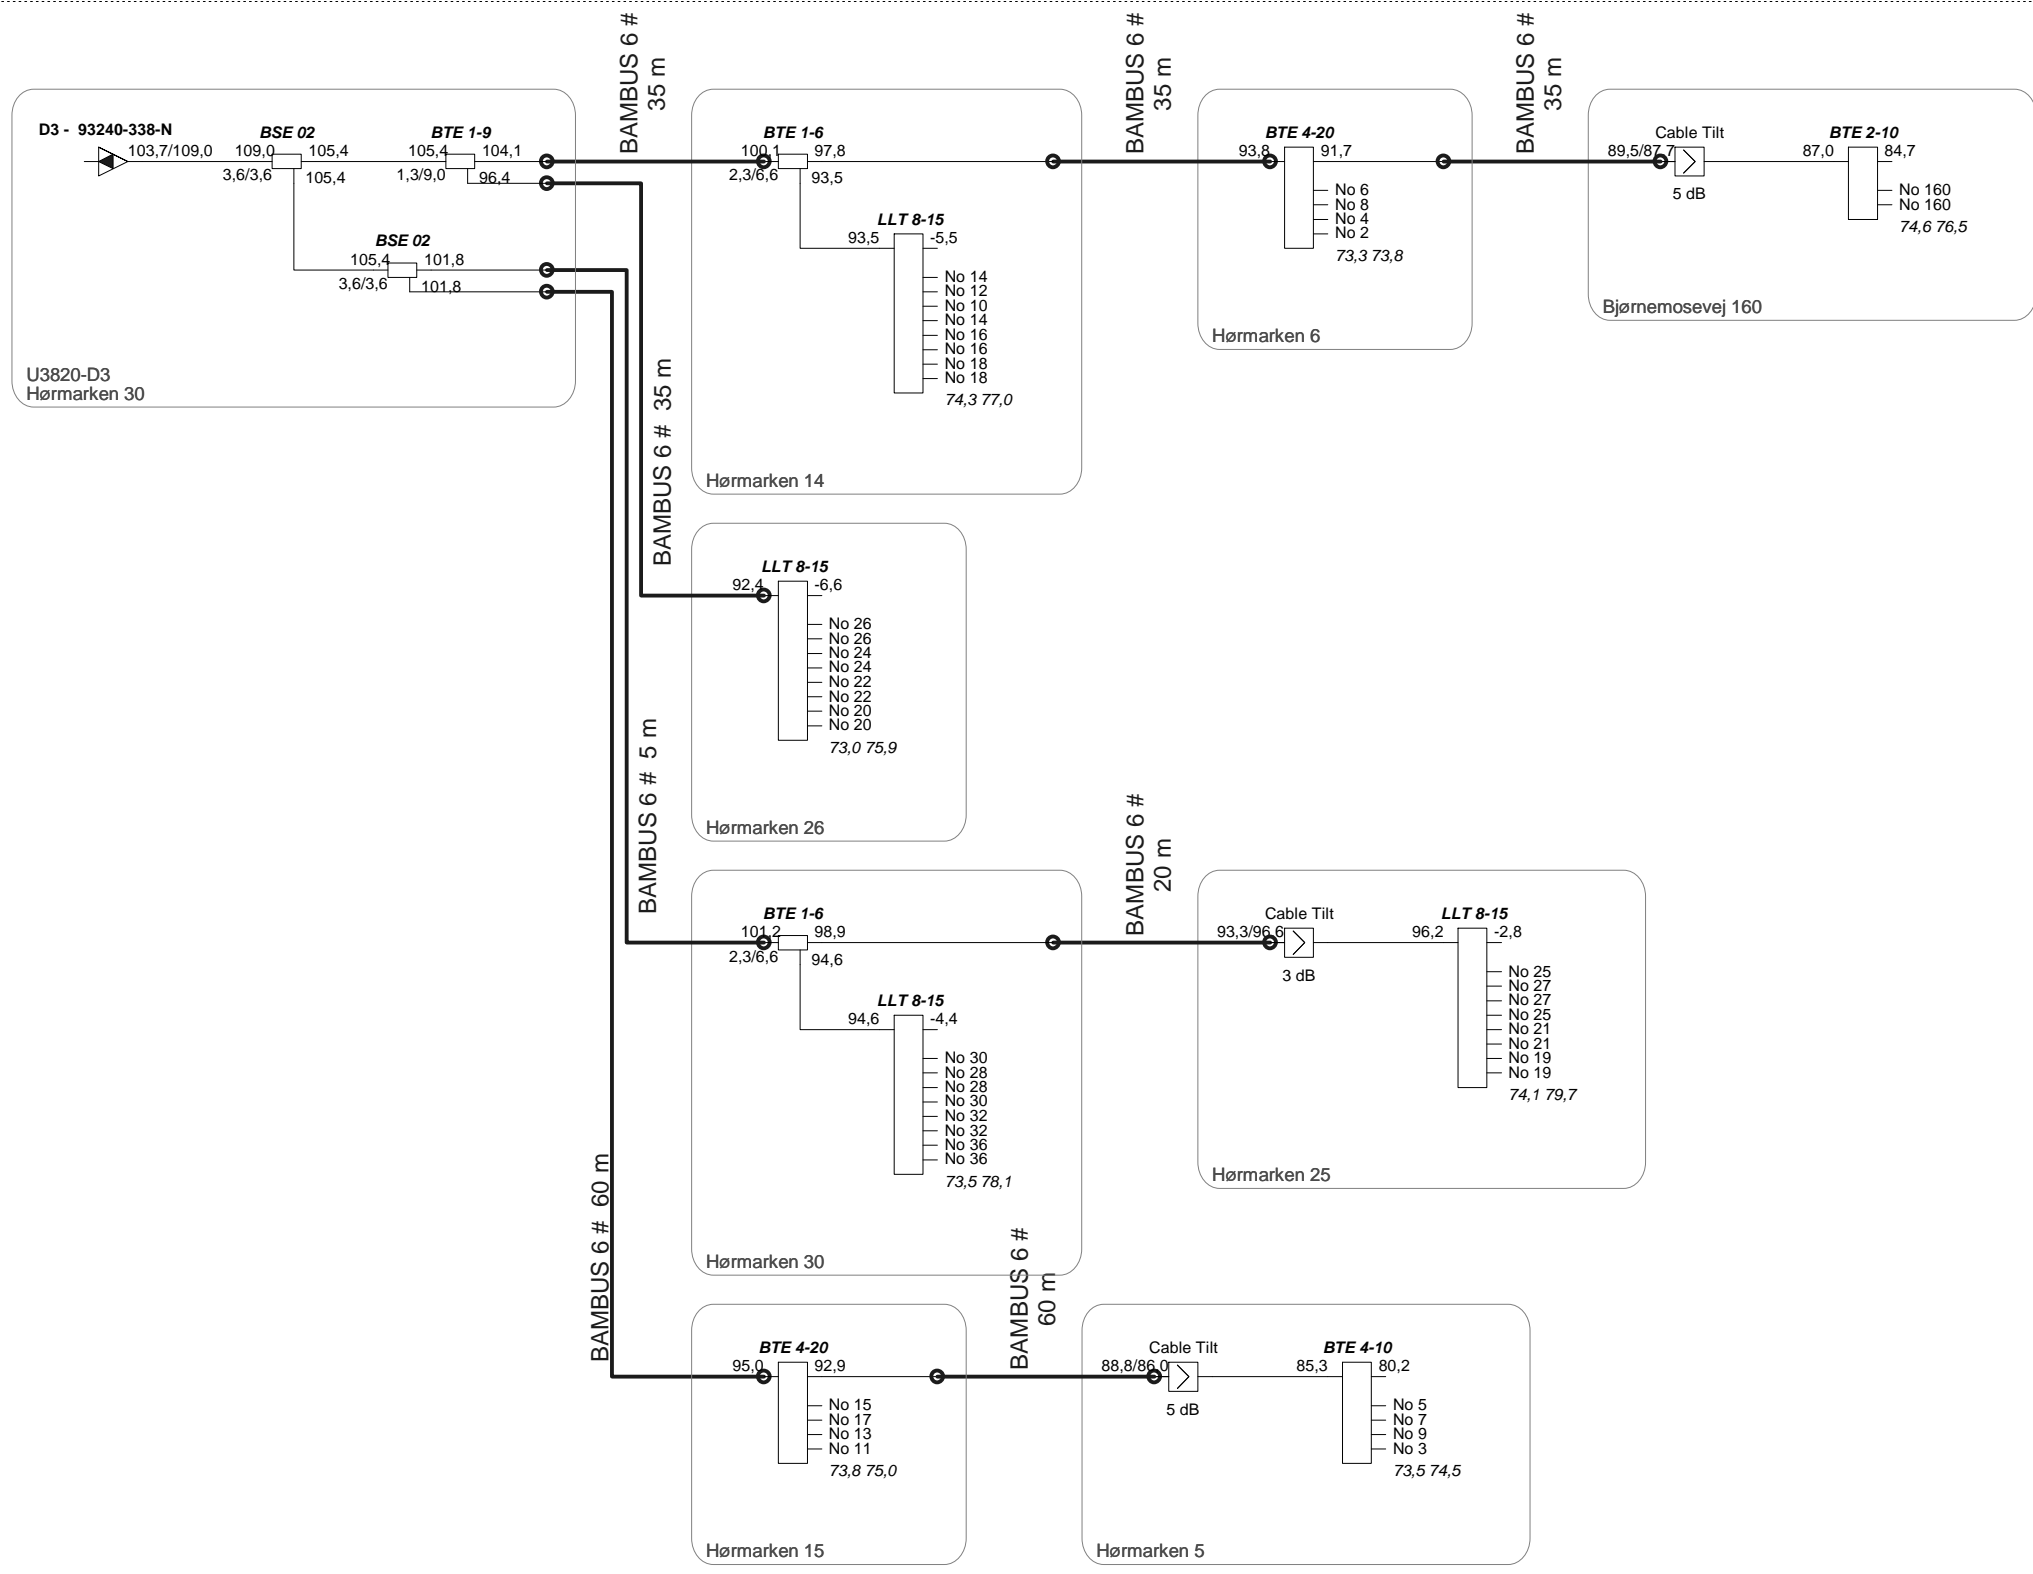 BAMBUS 6 #
35 m
BAMBUS 6 #
35 m
BAMBUS 6 #
35 m
D3 - 93240-338-N
103,7/109,0
BSE 02
109,0
105,4
3,6/3,6
105,4
BTE 1-9
105,4
104,1
1,3/9,0
96,4
BSE 02
105,4
101,8
3,6/3,6
101,8
U3820-D3
Hørmarken 30
BTE 1-6
100,1
97,8
2,3/6,6
93,5
LLT 8-15
93,5
-5,5
No 14
No 12
No 10
No 14
No 16
No 16
No 18
No 18
74,3 77,0
Hørmarken 14
BTE 4-20
93,8
91,7
No 6
No 8
No 4
No 2
73,3 73,8
Hørmarken 6
Cable Tilt
89,5/87,7
5 dB
BTE 2-10
87,0
84,7
No 160
No 160
74,6 76,5
Bjørnemosevej 160
BAMBUS 6 # 35 m
LLT 8-15
92,4
-6,6
No 26
No 26
No 24
No 24
No 22
No 22
No 20
No 20
73,0 75,9
Hørmarken 26
BAMBUS 6 # 5 m
BTE 1-6
101,2
98,9
2,3/6,6
94,6
LLT 8-15
94,6
-4,4
No 30
No 28
No 28
No 30
No 32
No 32
No 36
No 36
73,5 78,1
Hørmarken 30
BAMBUS 6 #
20 m
Cable Tilt
93,3/96,6
3 dB
LLT 8-15
96,2
-2,8
No 25
No 27
No 27
No 25
No 21
No 21
No 19
No 19
74,1 79,7
Hørmarken 25
BAMBUS 6 # 60 m
BTE 4-20
95,0
92,9
No 15
No 17
No 13
No 11
73,8 75,0
Hørmarken 15
BAMBUS 6 #
60 m
Cable Tilt
88,8/86,0
5 dB
BTE 4-10
85,3
80,2
No 5
No 7
No 9
No 3
73,5 74,5
Hørmarken 5